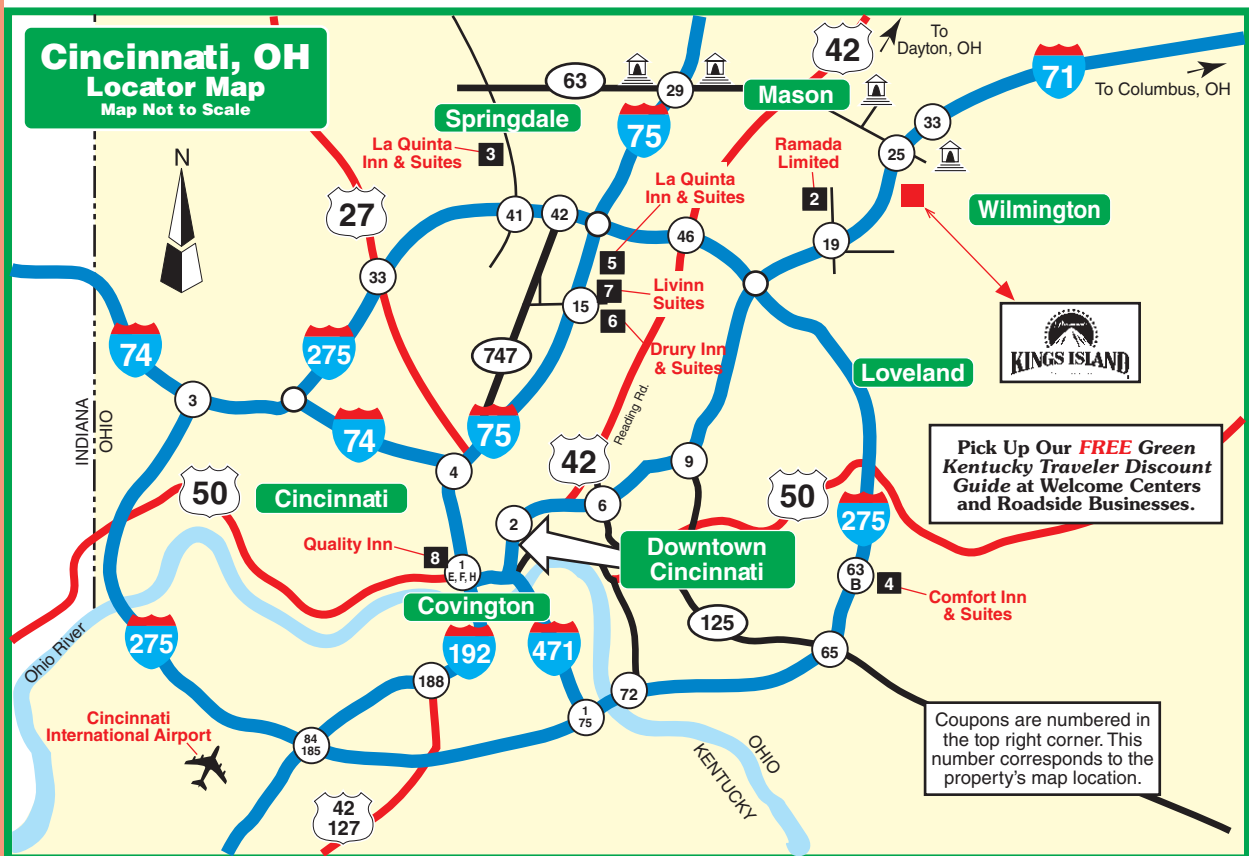 Cincinnati, OH
Locator Map
Map Not to Scale
N
63
29
42
To
Dayton, OH
71
To Columbus, OH
Springdale
Mason
La Quinta
Inn & Suites
3
75
33
25
Ramada
Limited
2
La Quinta
Inn & Suites
27
Wilmington
41
42
46
19
33
5
7
Livinn
Suites
15
6
Drury Inn
& Suites
KINGS ISLAND
74
275
747
Loveland
3
74
75
Reading Rd.
INDIANA
OHIO
4
42
9
50
Cincinnati
50
Pick Up Our FREE Green
Kentucky Traveler Discount
Guide at Welcome Centers
and Roadside Businesses.
6
2
275
Quality Inn
8
1
E, F, H
Downtown
Cincinnati
63
B
4
Comfort Inn
& Suites
Covington
125
Ohio River
275
192
471
65
188
72
1
75
Cincinnati
International Airport
84
185
OHIO
KENTUCKY
Coupons are numbered in
the top right corner. This
number corresponds to the
property's map location.
42
127